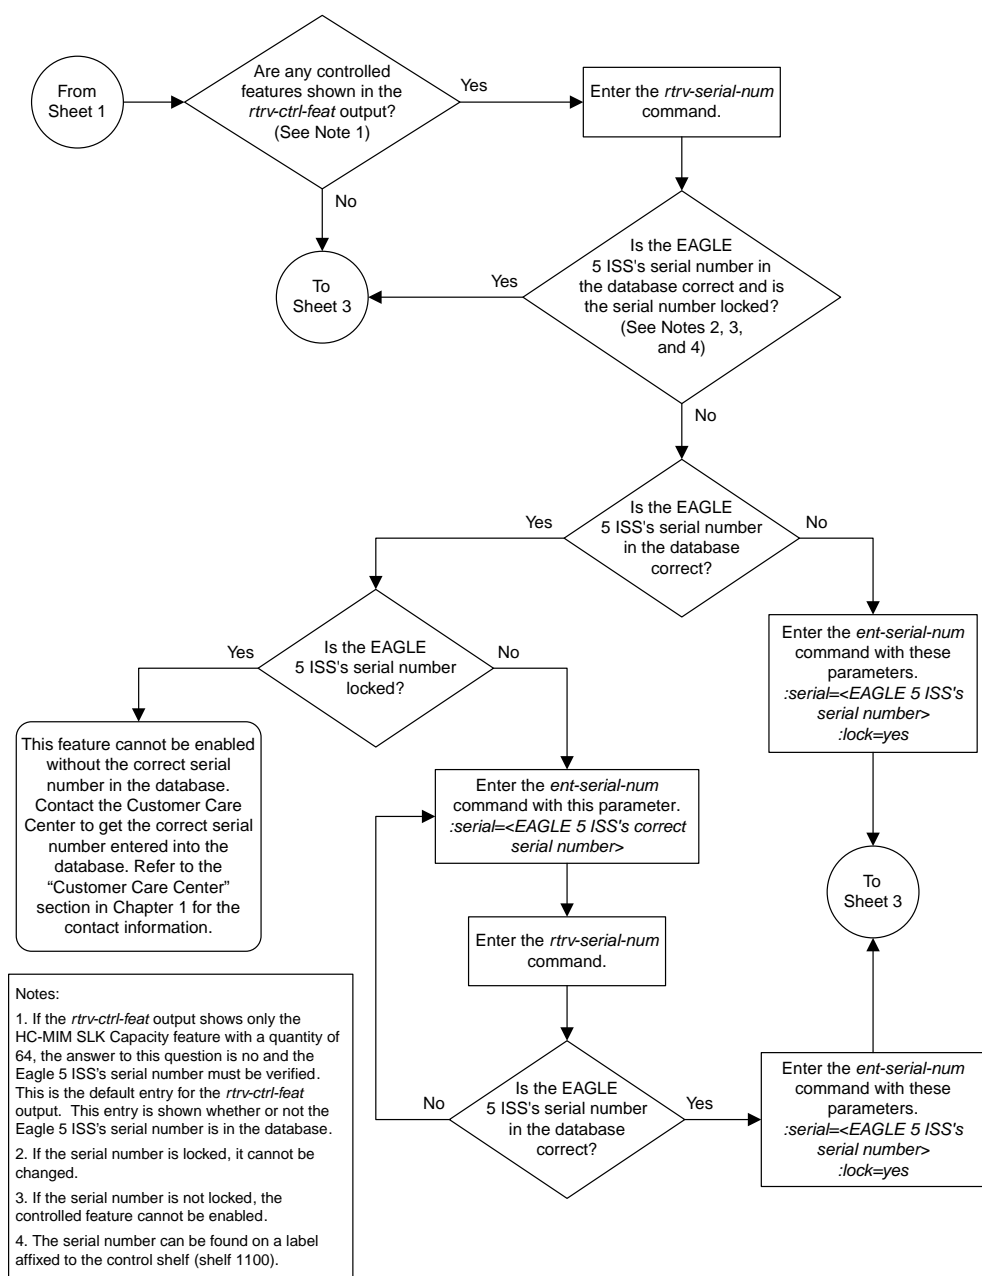 From
Sheet 1
Are any controlled
features shown in the
rtrv-ctrl-feat output?
(See Note 1)
Yes
No
Enter the rtrv-serial-num
command.
To
Sheet 3
Yes
Is the EAGLE
5 ISS's serial number in
the database correct and is
the serial number locked?
(See Notes 2, 3,
and 4)
No
Is the EAGLE
5 ISS's serial number
in the database
correct?
Yes
No
Is the EAGLE
5 ISS's serial number
locked?
Yes
No
Enter the ent-serial-num
command with these
parameters.
:serial=<EAGLE 5 ISS's
serial number>
:lock=yes
This feature cannot be enabled
without the correct serial
number in the database.
Contact the Customer Care
Center to get the correct serial
number entered into the
database. Refer to the
“Customer Care Center”
section in Chapter 1 for the
contact information.
Enter the ent-serial-num
command with this parameter.
:serial=<EAGLE 5 ISS's correct
serial number>
To
Sheet 3
Enter the rtrv-serial-num
command.
Is the EAGLE
5 ISS's serial number
in the database
correct?
No
Yes
Enter the ent-serial-num
command with these
parameters.
:serial=<EAGLE 5 ISS's
serial number>
:lock=yes
Notes:
1. If the rtrv-ctrl-feat output shows only the
HC-MIM SLK Capacity feature with a quantity of
64, the answer to this question is no and the
Eagle 5 ISS's serial number must be verified.
This is the default entry for the rtrv-ctrl-feat
output.  This entry is shown whether or not the
Eagle 5 ISS's serial number is in the database.
2. If the serial number is locked, it cannot be
changed.
3. If the serial number is not locked, the
controlled feature cannot be enabled.
4. The serial number can be found on a label
affixed to the control shelf (shelf 1100).